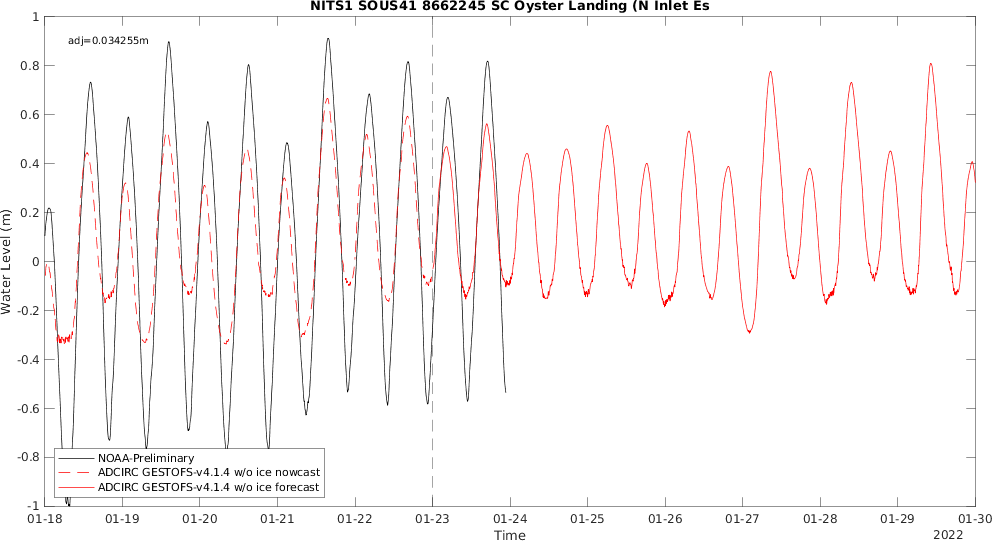 NITS1 SOUS41 8662245 SC Oyster Landing (N Inlet Es
adj=0.034255m
Water Level (m)
1
0.8
0.6
0.4
0.2
0
-0.2
-0.4
-0.6
-0.8
-1
NOAA-Preliminary
ADCIRC GESTOFS-v4.1.4 w/o ice nowcast
ADCIRC GESTOFS-v4.1.4 w/o ice forecast
01-18 01-19 01-20 01-21 01-22 01-23 01-24 01-25 01-26 01-27 01-28 01-29 01-30
Time
2022